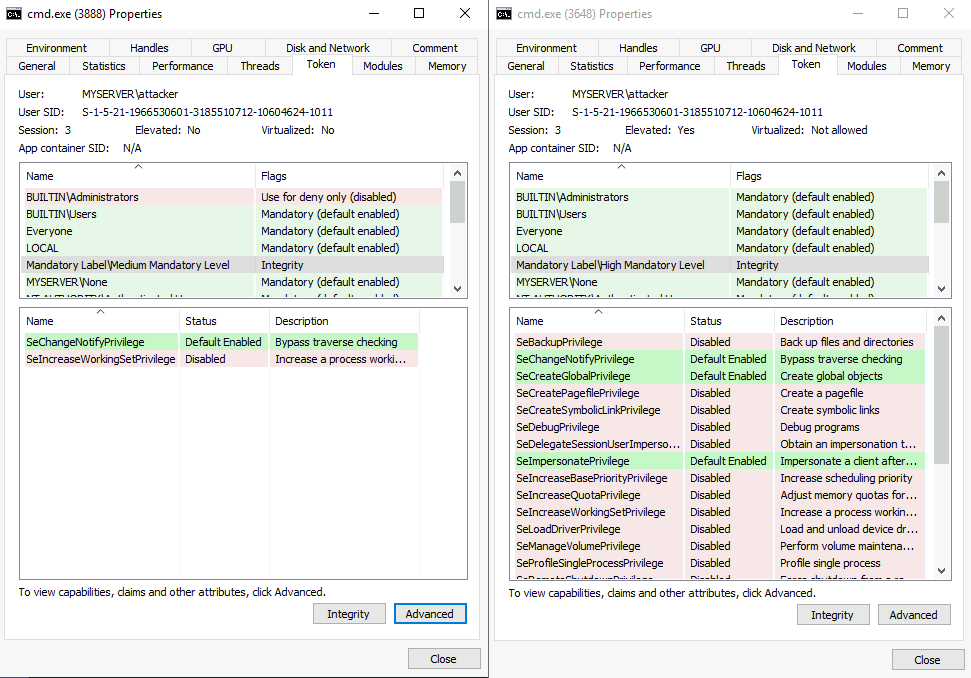 cmd.exe (3888) Properties
Environment Handles GPU Disk and Network Comment
General Statistics Performance Threads Token Modules Memory
User: MYSERVER\attacker
User SID: S-1-5-21-1966530601-3185510712-10604624-1011
Session: 3 Elevated: No Virtualized: No
App container SID: N/A
Name Flags
BUILTIN\Administrators Use for deny only (disabled)
BUILTIN\Users Mandatory (default enabled)
Everyone Mandatory (default enabled)
LOCAL Mandatory (default enabled)
Mandatory Label\Medium Mandatory Level Integrity
MYSERVER\None Mandatory (default enabled)
Name Status Description
SeChangeNotifyPrivilege Default Enabled Bypass traverse checking
SeIncreaseWorkingSetPrivilege Disabled Increase a process worki...
To view capabilities, claims and other attributes, click Advanced.
Integrity Advanced
Close
cmd.exe (3648) Properties
Environment Handles GPU Disk and Network Comment
General Statistics Performance Threads Token Modules Memory
User: MYSERVER\attacker
User SID: S-1-5-21-1966530601-3185510712-10604624-1011
Session: 3 Elevated: Yes Virtualized: Not allowed
App container SID: N/A
Name Flags
BUILTIN\Administrators Mandatory (default enabled)
BUILTIN\Users Mandatory (default enabled)
Everyone Mandatory (default enabled)
LOCAL Mandatory (default enabled)
Mandatory Label\High Mandatory Level Integrity
MYSERVER\None Mandatory (default enabled)
Name Status Description
SeBackupPrivilege Disabled Back up files and directories
SeChangeNotifyPrivilege Default Enabled Bypass traverse checking
SeCreateGlobalPrivilege Default Enabled Create global objects
SeCreatePagefilePrivilege Disabled Create a pagefile
SeCreateSymbolicLinkPrivilege Disabled Create symbolic links
SeDebugPrivilege Disabled Debug programs
SeDelegateSessionUserImperso... Disabled Obtain an impersonation t...
SeImpersonatePrivilege Default Enabled Impersonate a client after...
SeIncreaseBasePriorityPrivilege Disabled Increase scheduling priority
SeIncreaseQuotaPrivilege Disabled Adjust memory quotas for...
SeIncreaseWorkingSetPrivilege Disabled Increase a process workin...
SeLoadDriverPrivilege Disabled Load and unload device dr...
SeManageVolumePrivilege Disabled Perform volume maintena...
SeProfileSingleProcessPrivilege Disabled Profile single process
To view capabilities, claims and other attributes, click Advanced.
Integrity Advanced
Close